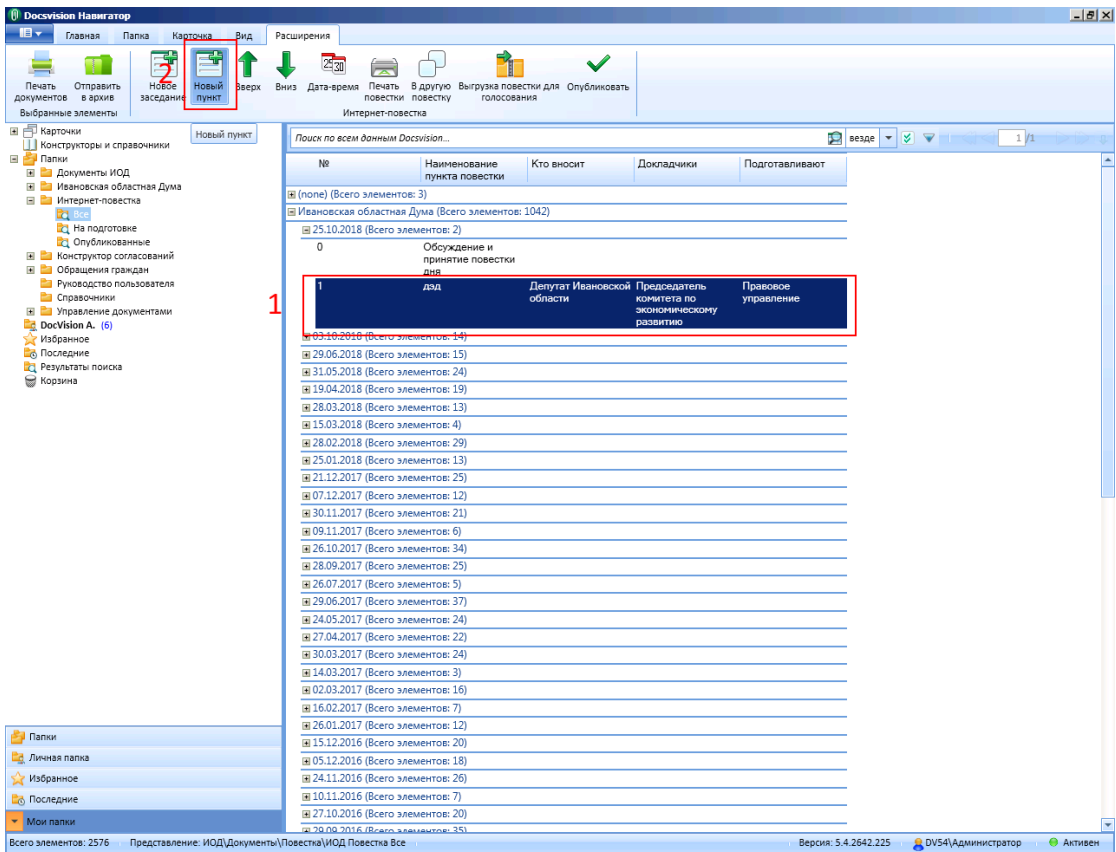 Docsvision Навигатор
Главная Папка Карточка Вид Расширения
2
Печать документов
Отправить в архив
Новое заседание
Новый пункт
Вверх
Вниз
Дата-время
Печать повестки
В другую повестку
Выгрузка повестки для голосования
Опубликовать
Выбранные элементы
Интернет-повестка
Новый пункт
Карточки
Конструкторы и справочники
Папки
Документы ИОД
Ивановская областная Дума
Интернет-повестка
Все
На подготовке
Опубликованные
Конструктор согласований
Обращения граждан
Руководство пользователя
Справочники
Управление документами
DocVision A. (6)
Избранное
Последние
Результаты поиска
Корзина
Папки
Личная папка
Избранное
Последние
Мои папки
Поиск по всем данным Docsvision... везде 1 /1
№ Наименование пункта повестки Кто вносит Докладчики Подготавливают
(none) (Всего элементов: 3)
Ивановская областная Дума (Всего элементов: 1042)
25.10.2018 (Всего элементов: 2)
0 Обсуждение и принятие повестки дня
1
1 дэд Депутат Ивановской области Председатель комитета по экономическому развитию Правовое управление
03.10.2018 (Всего элементов: 14)
29.06.2018 (Всего элементов: 15)
31.05.2018 (Всего элементов: 24)
19.04.2018 (Всего элементов: 19)
28.03.2018 (Всего элементов: 13)
15.03.2018 (Всего элементов: 4)
28.02.2018 (Всего элементов: 29)
25.01.2018 (Всего элементов: 13)
21.12.2017 (Всего элементов: 25)
07.12.2017 (Всего элементов: 12)
30.11.2017 (Всего элементов: 21)
09.11.2017 (Всего элементов: 6)
26.10.2017 (Всего элементов: 34)
28.09.2017 (Всего элементов: 25)
26.07.2017 (Всего элементов: 5)
29.06.2017 (Всего элементов: 37)
24.05.2017 (Всего элементов: 24)
27.04.2017 (Всего элементов: 22)
30.03.2017 (Всего элементов: 24)
14.03.2017 (Всего элементов: 3)
02.03.2017 (Всего элементов: 16)
16.02.2017 (Всего элементов: 7)
26.01.2017 (Всего элементов: 12)
15.12.2016 (Всего элементов: 20)
05.12.2016 (Всего элементов: 18)
24.11.2016 (Всего элементов: 26)
10.11.2016 (Всего элементов: 7)
27.10.2016 (Всего элементов: 20)
29.09.2016 (Всего элементов: 35)
Всего элементов: 2576 Представление: ИОД\Документы\Повестка\ИОД Повестка Все Версия: 5.4.2642.225 DV54\Администратор Активен